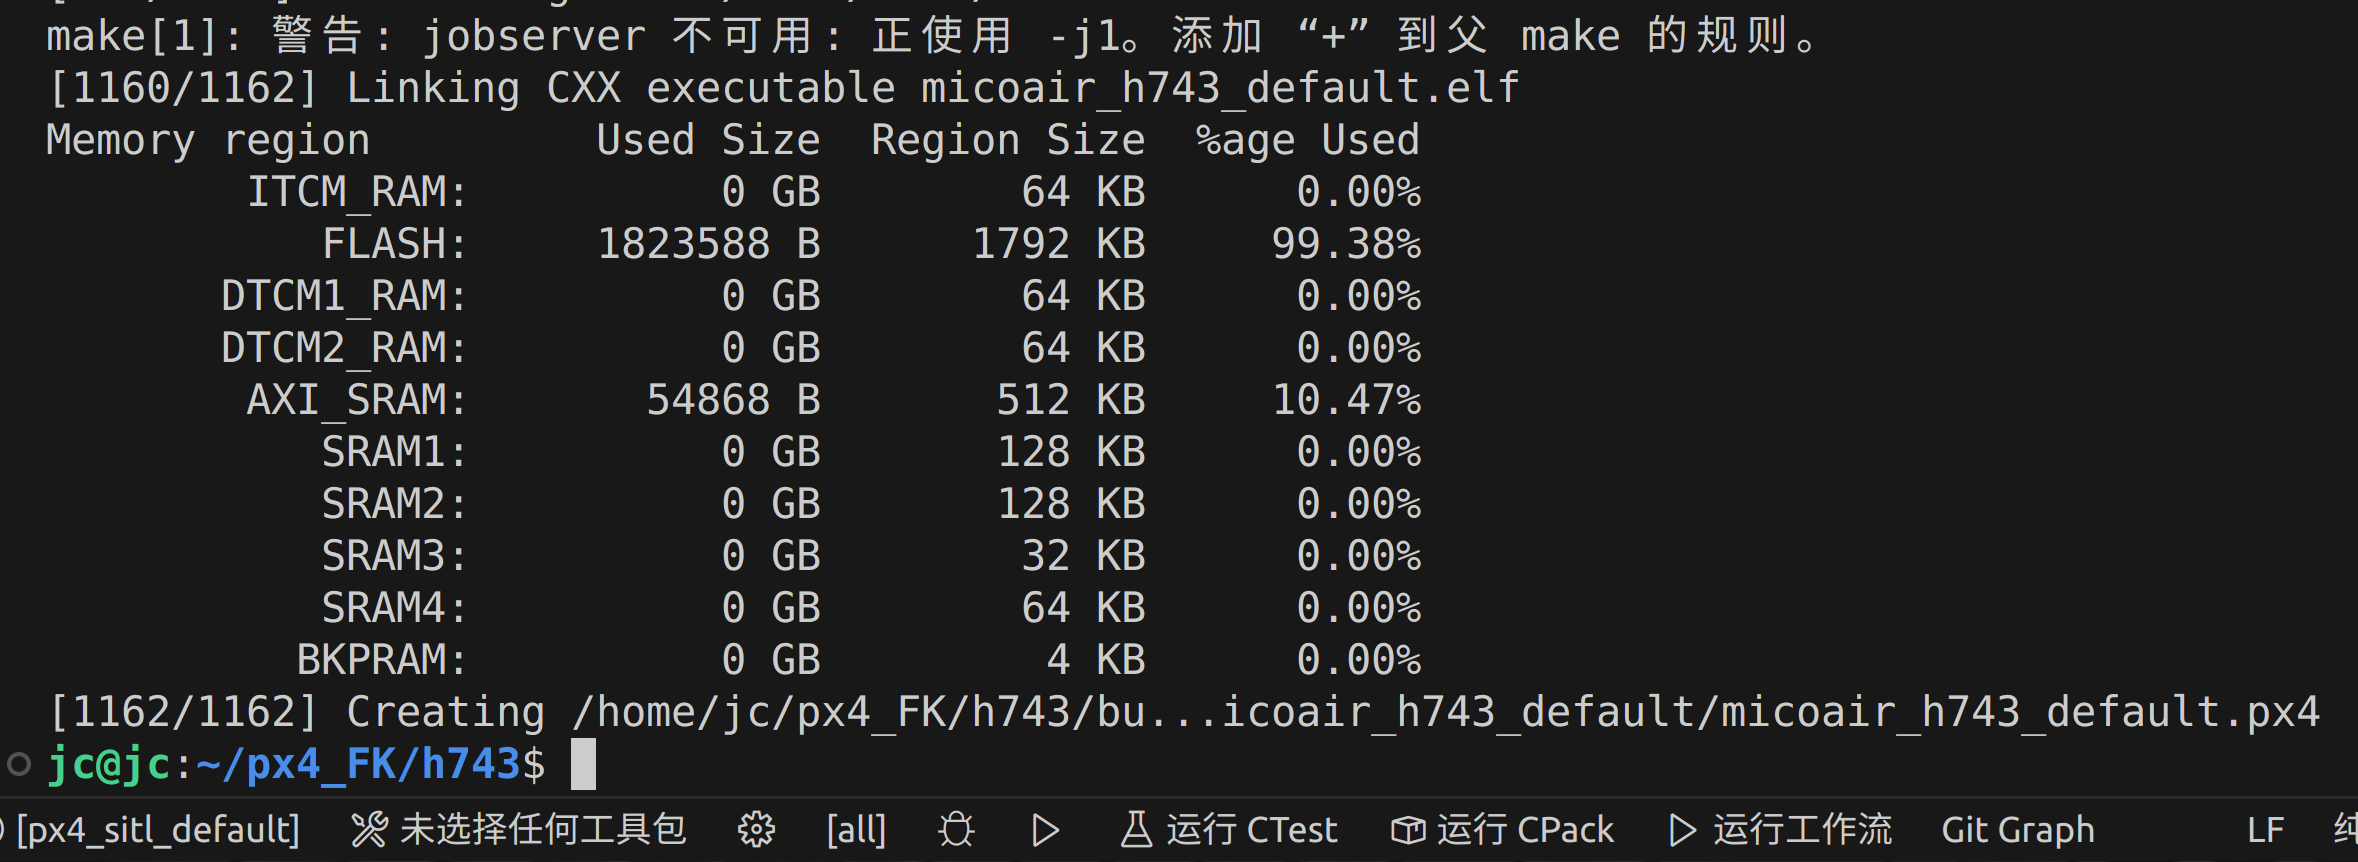 make[1]: 警告: jobserver 不可用: 正使用 -j1。添加 “+” 到父 make 的规则。
[1160/1162] Linking CXX executable micoair_h743_default.elf
Memory region         Used Size  Region Size  %age Used
        ITCM_RAM:          0 GB        64 KB      0.00%
           FLASH:     1823588 B      1792 KB     99.38%
       DTCM1_RAM:          0 GB        64 KB      0.00%
       DTCM2_RAM:          0 GB        64 KB      0.00%
        AXI_SRAM:       54868 B       512 KB     10.47%
           SRAM1:          0 GB       128 KB      0.00%
           SRAM2:          0 GB       128 KB      0.00%
           SRAM3:          0 GB        32 KB      0.00%
           SRAM4:          0 GB        64 KB      0.00%
          BKPRAM:          0 GB         4 KB      0.00%
[1162/1162] Creating /home/jc/px4_FK/h743/bu...icoair_h743_default/micoair_h743_default.px4
jc@jc:~/px4_FK/h743$
[px4_sitl_default] 未选择任何工具包 [all] 运行 CTest 运行 CPack 运行工作流 Git Graph LF